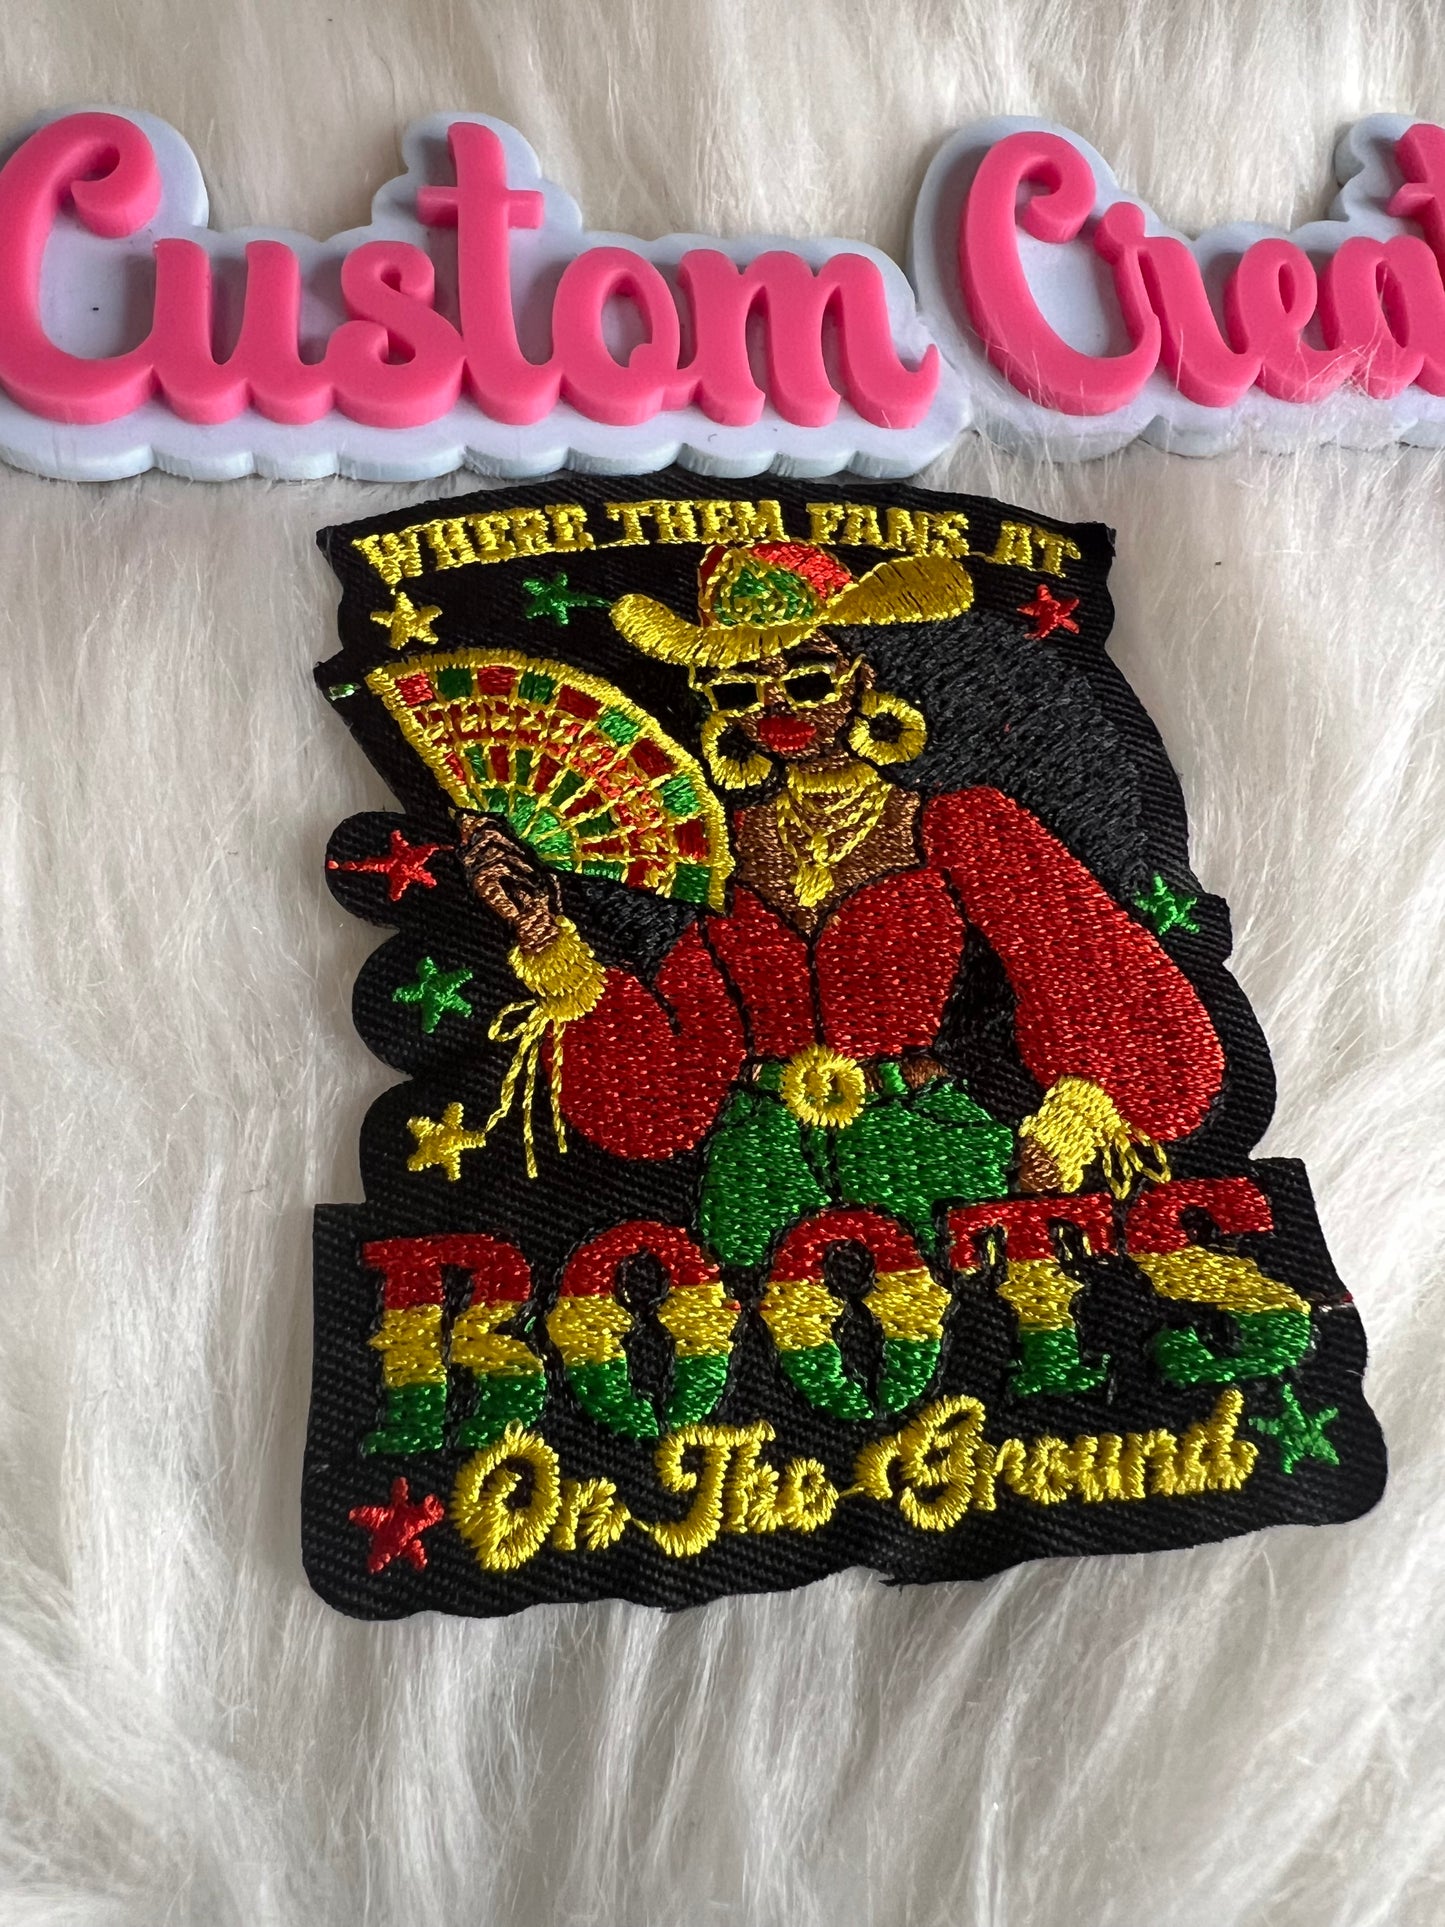 Custom Creat
WHERE THEM FANS AT
BOOTS
On The Ground